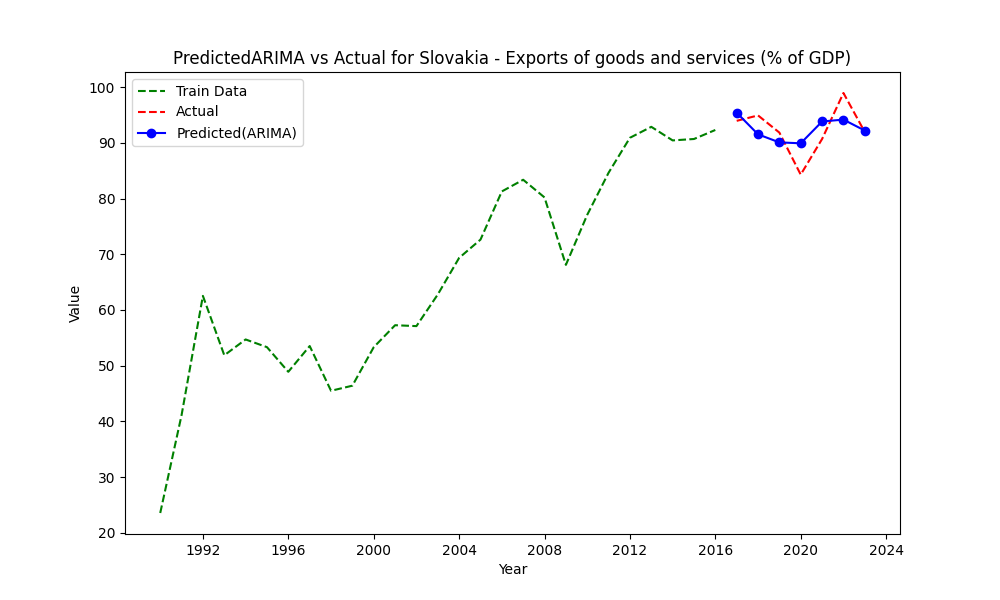 PredictedARIMA vs Actual for Slovakia - Exports of goods and services (% of GDP)
Train Data
Actual
Predicted(ARIMA)
Value
100
90
80
70
60
50
40
30
20
1992 1996 2000 2004 2008 2012 2016 2020 2024
Year